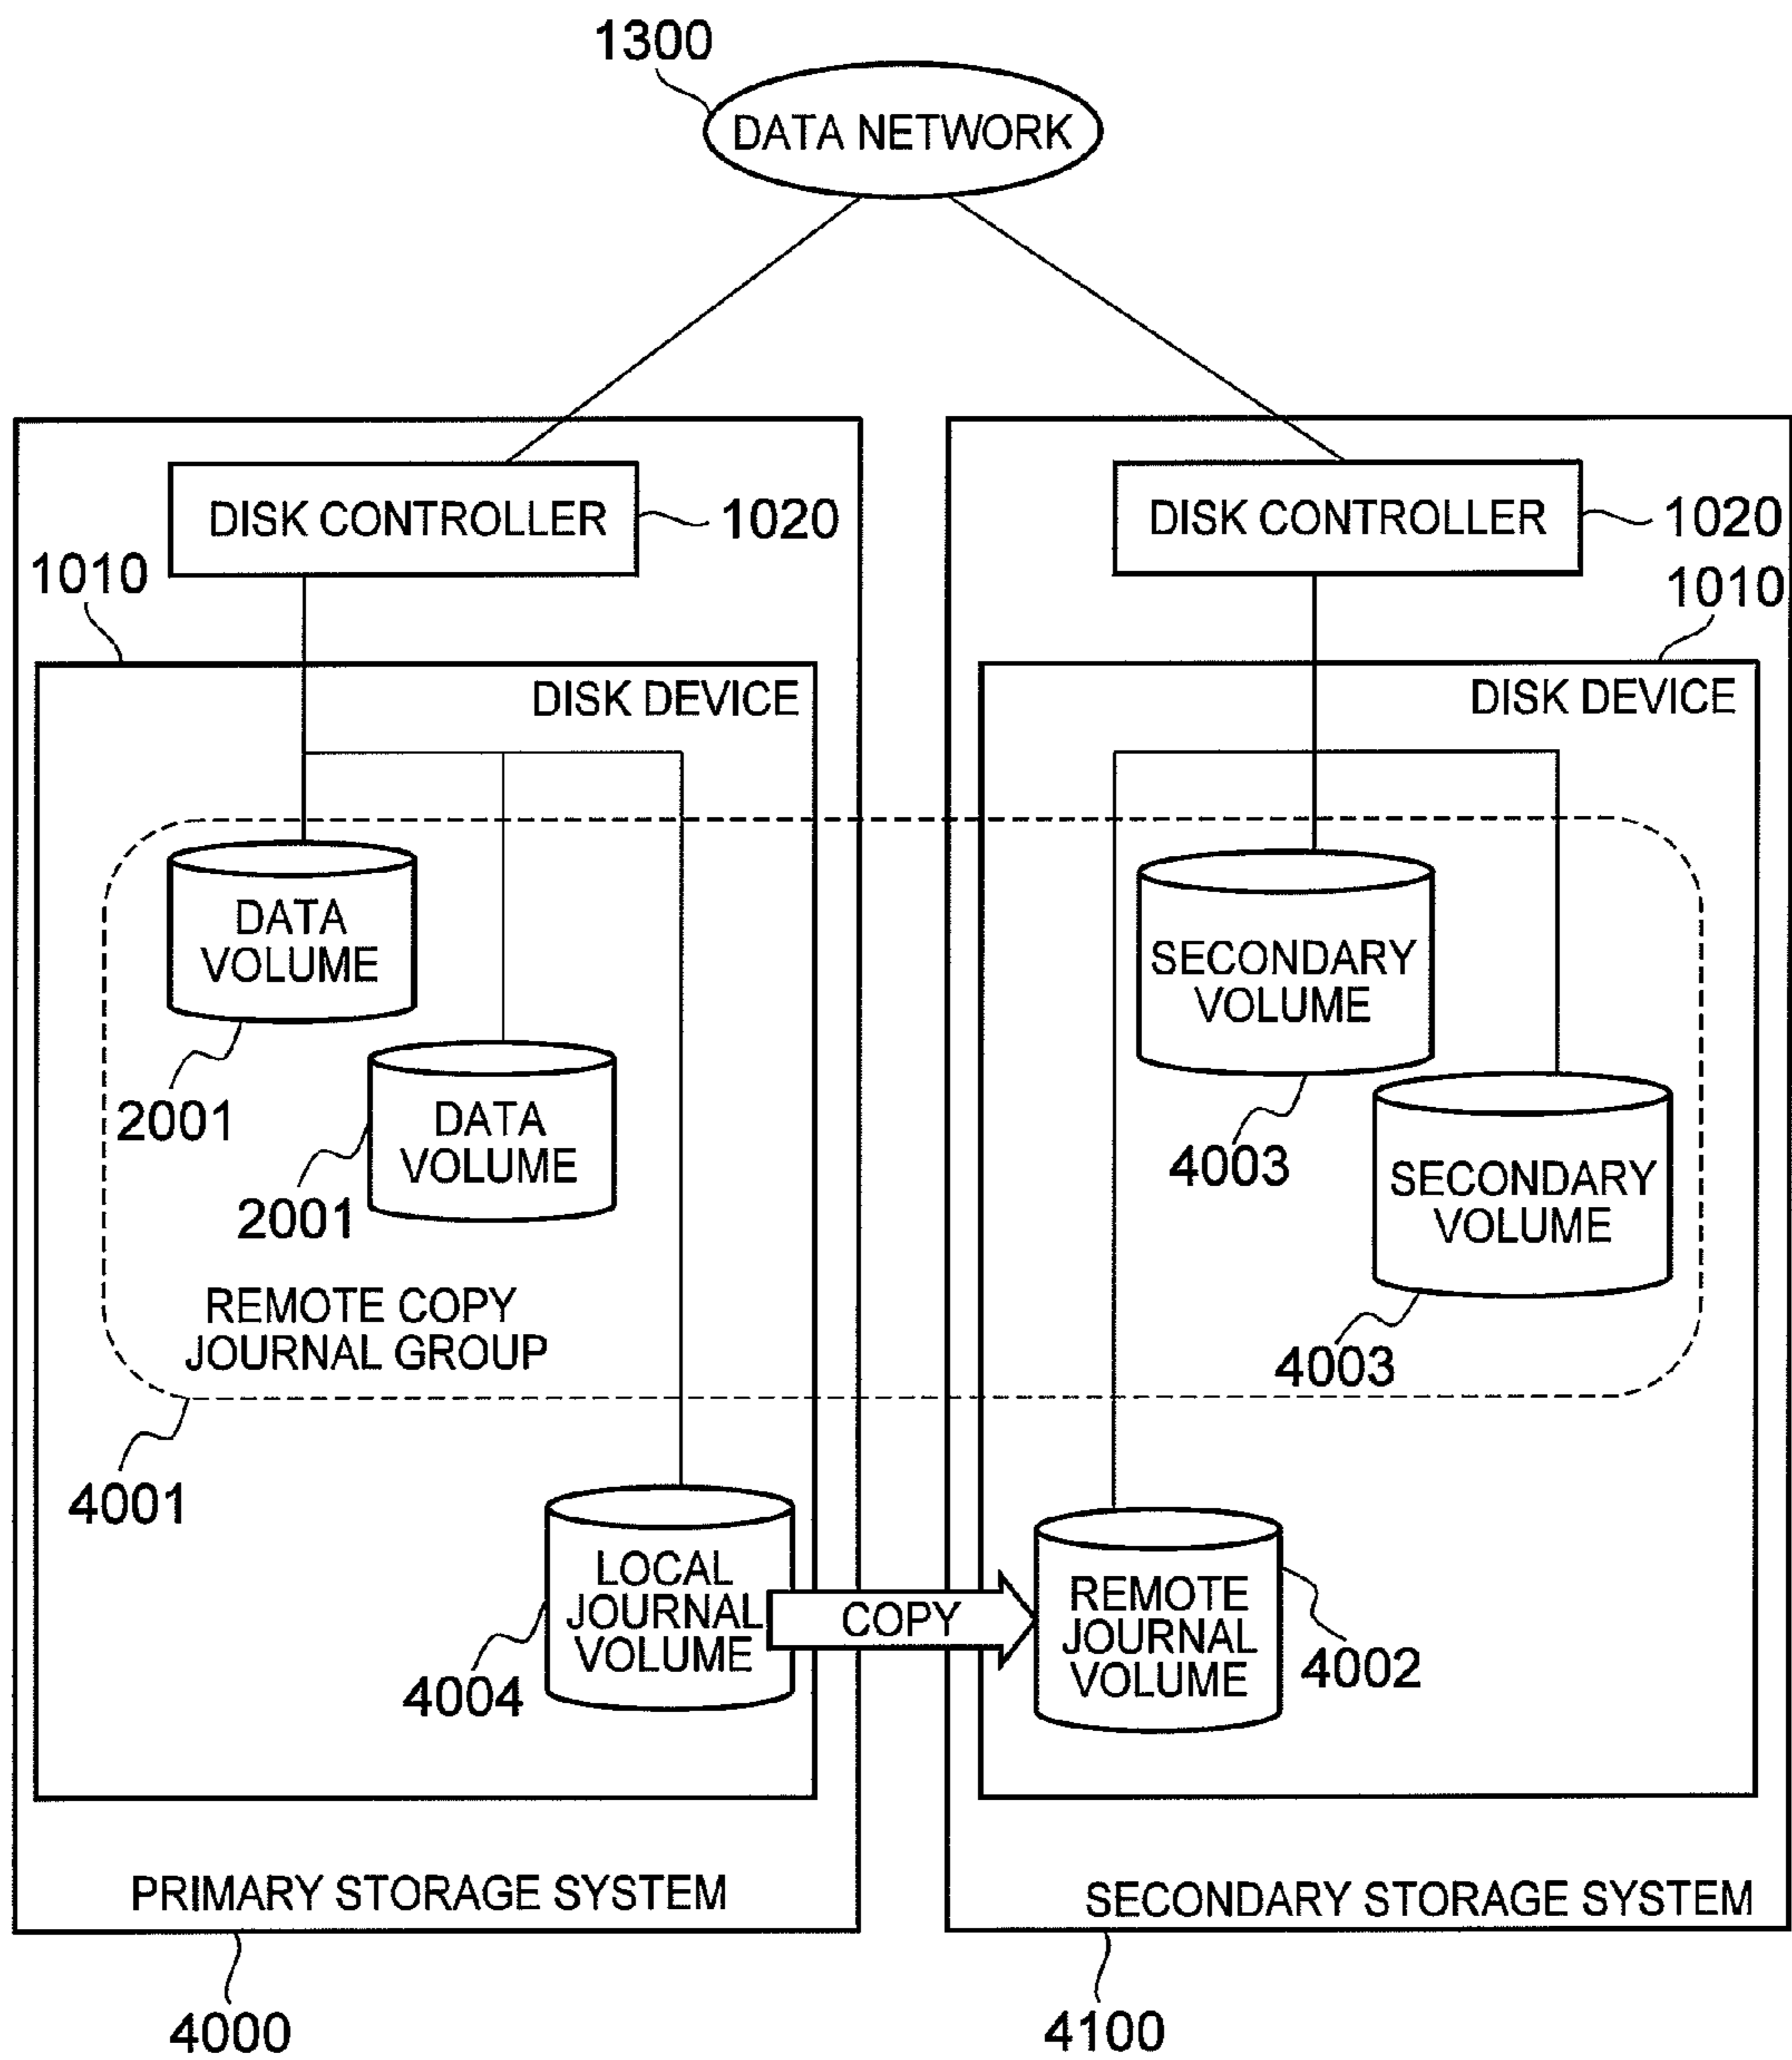 1300
DATA NETWORK
DISK CONTROLLER
1020
1010
DISK DEVICE
DATA
VOLUME
2001
DATA
VOLUME
2001
REMOTE COPY
JOURNAL GROUP
4001
LOCAL
JOURNAL
VOLUME
4004
COPY
PRIMARY STORAGE SYSTEM
4000
DISK CONTROLLER
1020
1010
DISK DEVICE
SECONDARY
VOLUME
4003
SECONDARY
VOLUME
4003
REMOTE
JOURNAL
VOLUME
4002
SECONDARY STORAGE SYSTEM
4100